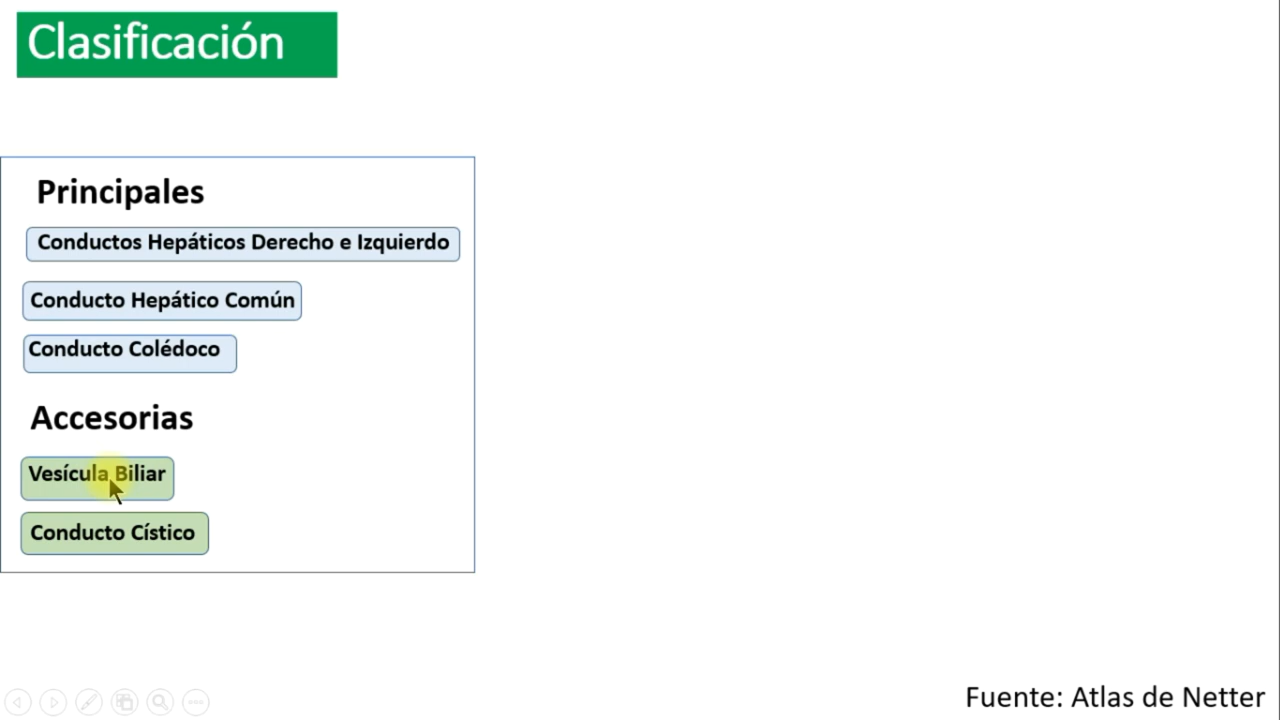 Clasificación
Principales
Conductos Hepáticos Derecho e Izquierdo
Conducto Hepático Común
Conducto Colédoco
Accesorias
Vesícula Biliar
Conducto Cístico
Fuente: Atlas de Netter